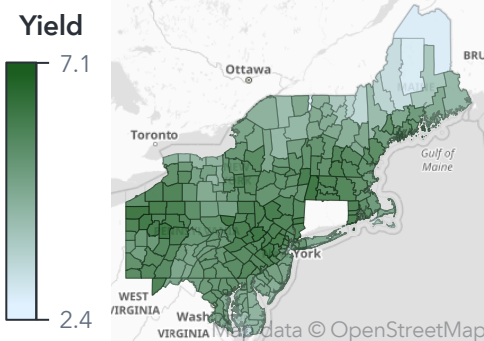 Yield
7.1
2.4
Ottawa
BRU
MAINE
Toronto
Gulf of
Maine
York
WEST
VIRGINIA
Wash
VIRGINIA
Map data © OpenStreetMap